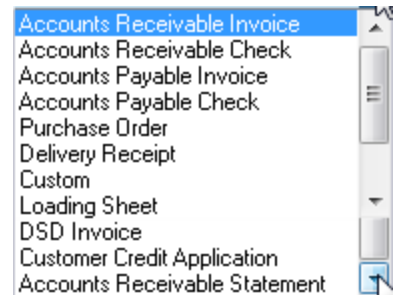 Accounts Receivable Invoice
Accounts Receivable Check
Accounts Payable Invoice
Accounts Payable Check
Purchase Order
Delivery Receipt
Custom
Loading Sheet
DSD Invoice
Customer Credit Application
Accounts Receivable Statement